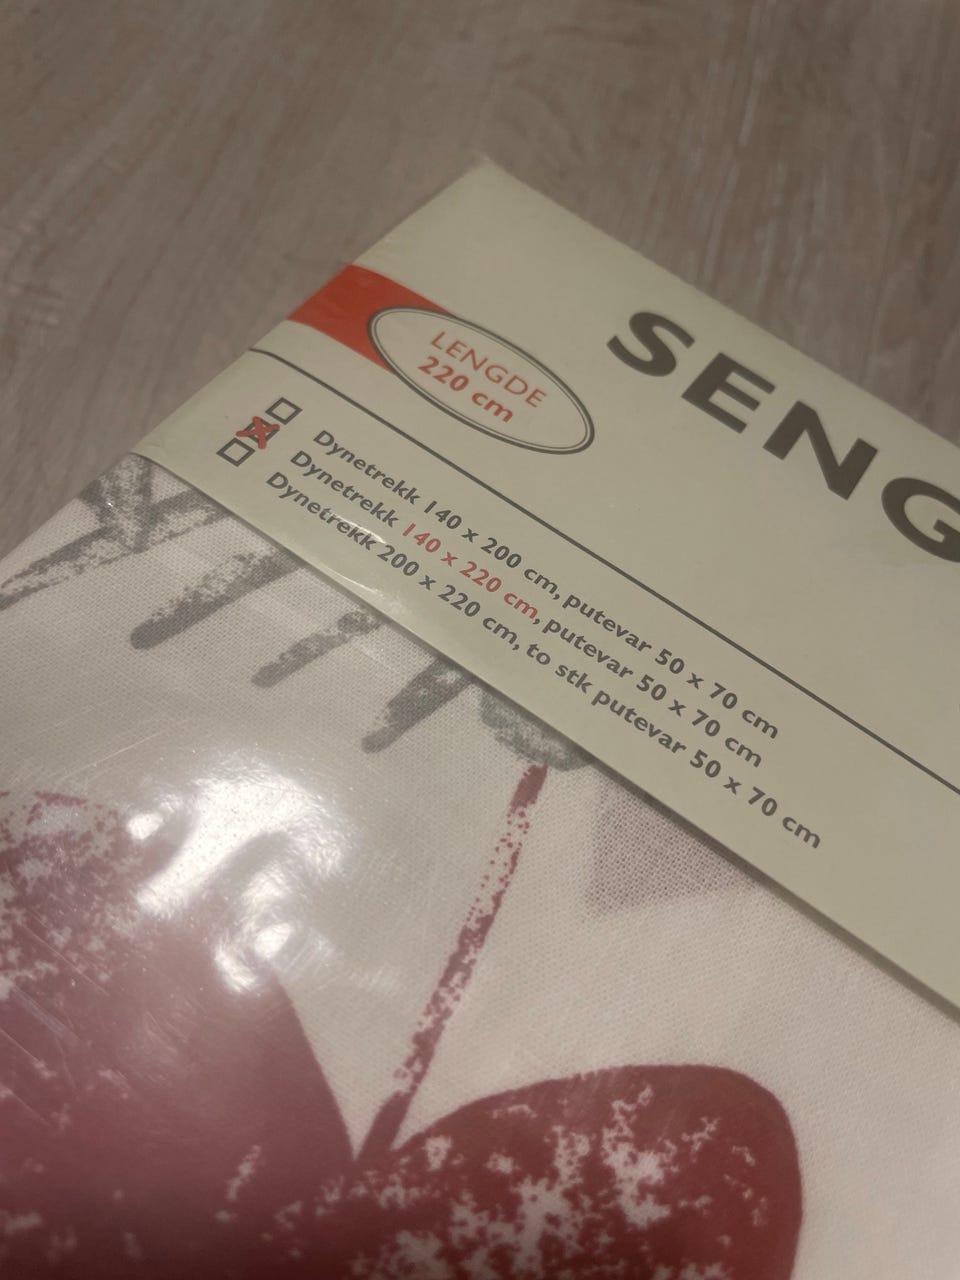 LENGDE
220 cm
SENG
Dynetrekk 140 x 200 cm, putevar 50 x 70 cm
Dynetrekk 140 x 220 cm, putevar 50 x 70 cm
Dynetrekk 200 x 220 cm, to stk putevar 50 x 70 cm